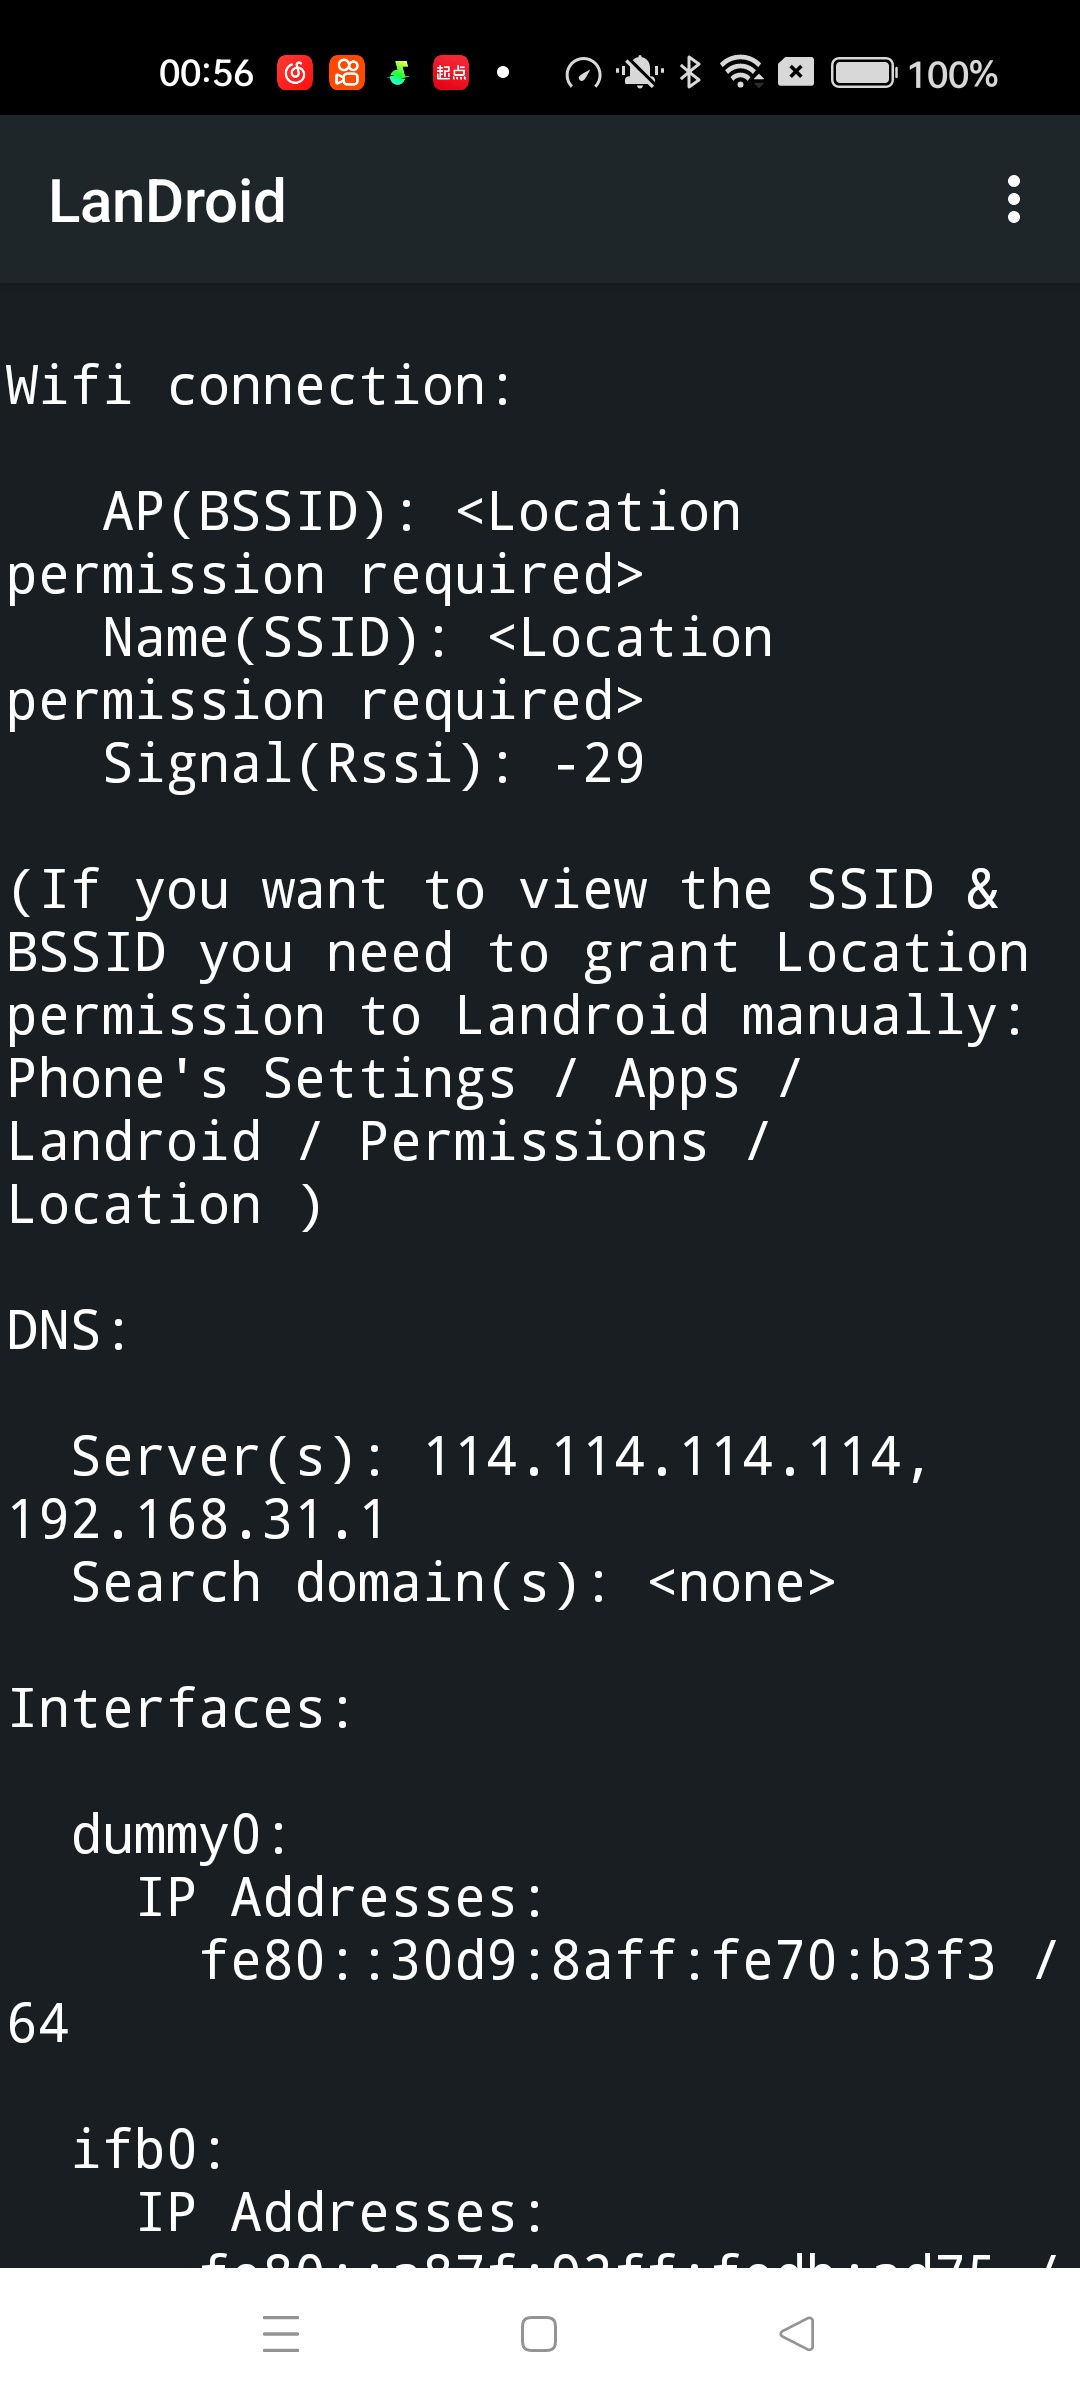 00:56
起点
100%
LanDroid
Wifi connection:
AP(BSSID): <Location
permission required>
Name(SSID): <Location
permission required>
Signal(Rssi): -29
(If you want to view the SSID &
BSSID you need to grant Location
permission to Landroid manually:
Phone's Settings / Apps /
Landroid / Permissions /
Location )
DNS:
Server(s): 114.114.114.114,
192.168.31.1
Search domain(s): <none>
Interfaces:
dummy0:
IP Addresses:
fe80::30d9:8aff:fe70:b3f3 /
64
ifb0:
IP Addresses: